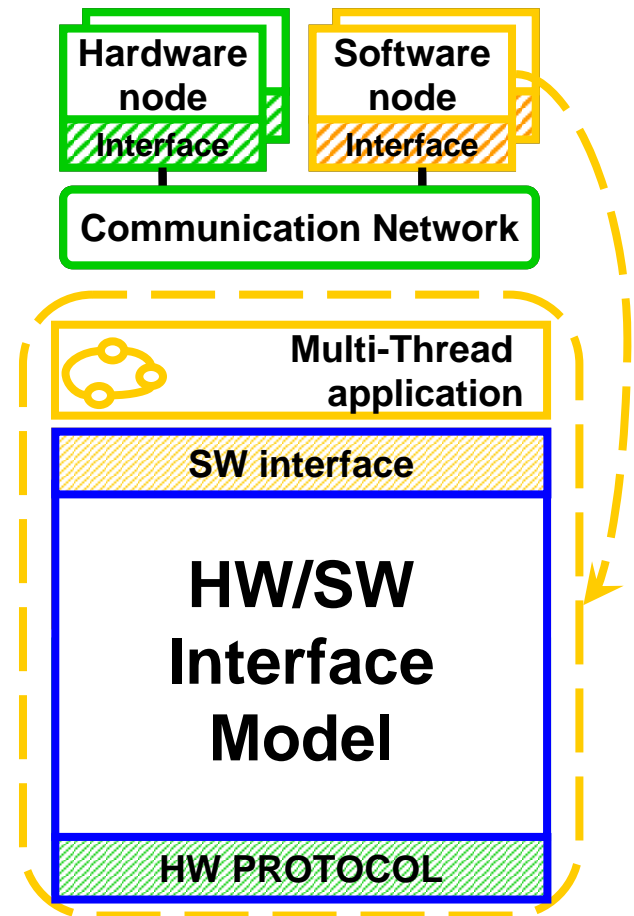 Hardware
node
Interface
Software
node
Interface
Communication Network
Multi-Thread
application
SW interface
HW/SW
Interface
Model
HW PROTOCOL